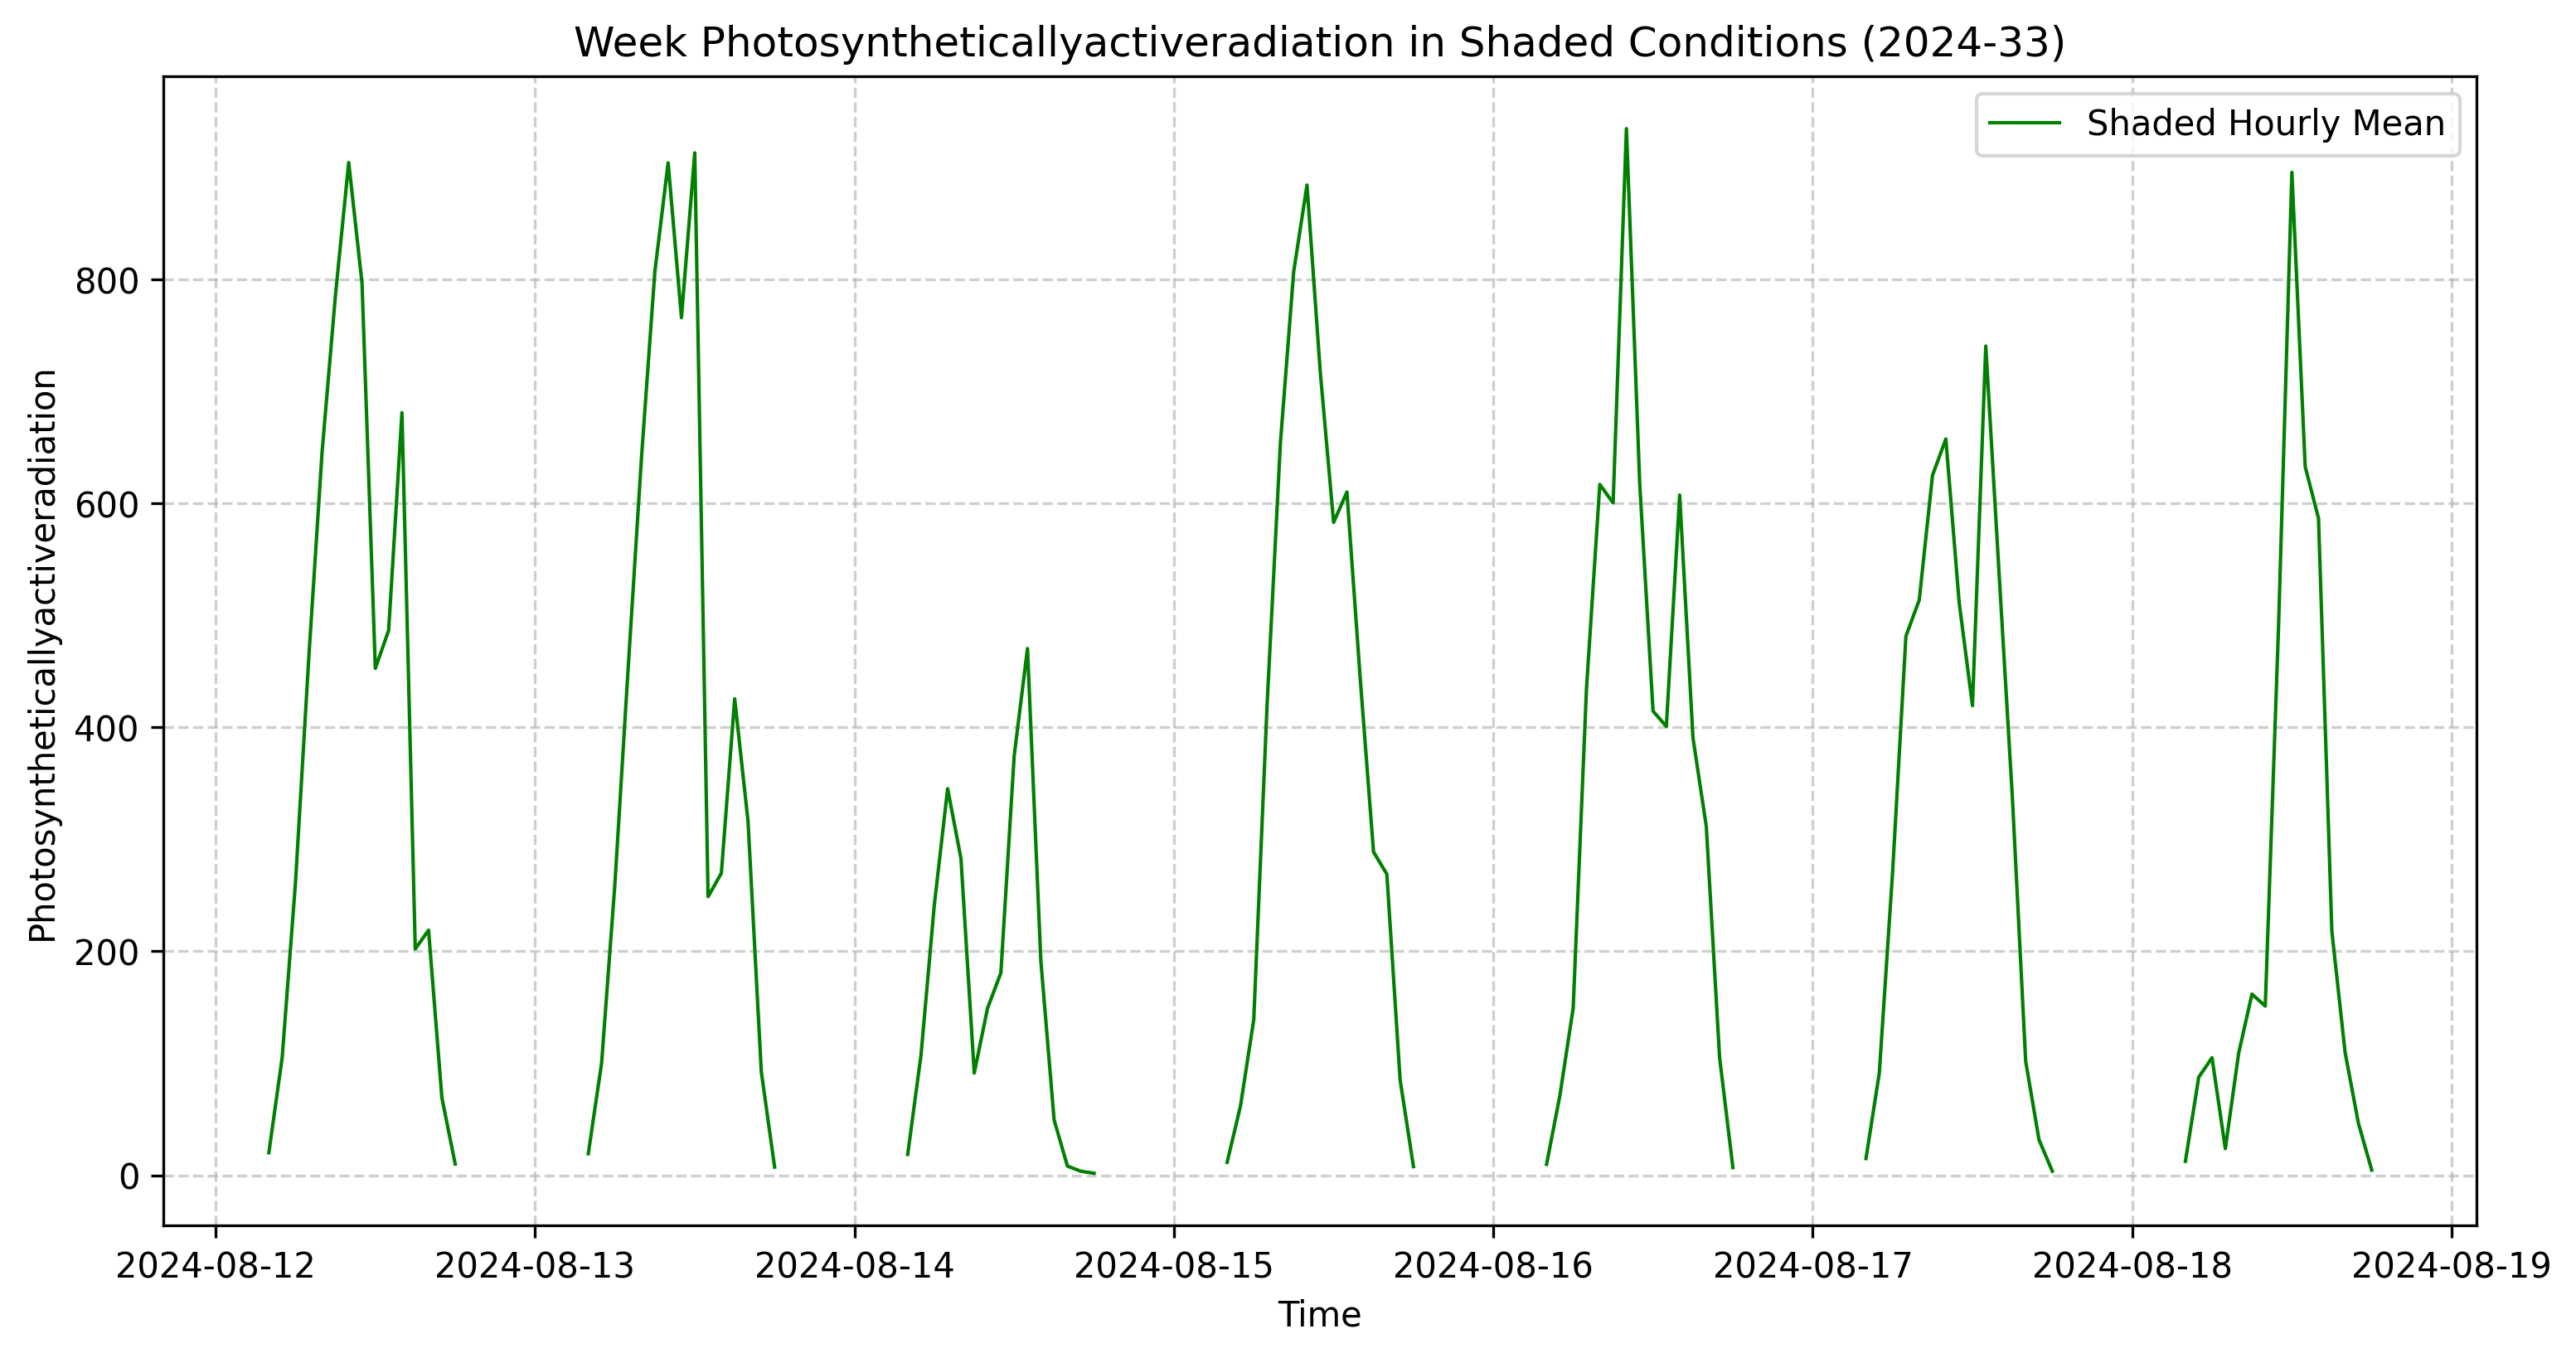 Week Photosyntheticallyactiveradiation in Shaded Conditions (2024-33)
Shaded Hourly Mean
Photosyntheticallyactiveradiation
800
600
400
200
0
2024-08-12 2024-08-13 2024-08-14 2024-08-15 2024-08-16 2024-08-17 2024-08-18 2024-08-19
Time